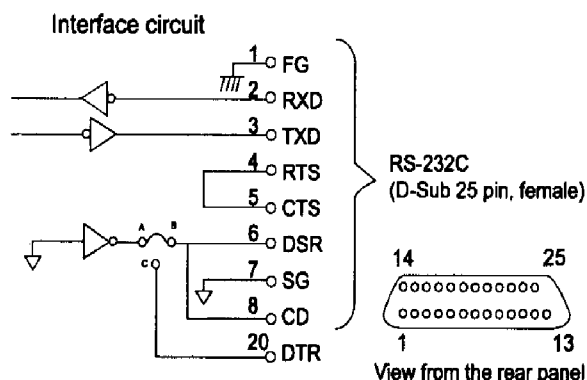 Interface circuit
1 FG
2 RXD
3 TXD
4 RTS
5 CTS
A B
6 DSR
C
7 SG
8 CD
20 DTR
RS-232C
(D-Sub 25 pin, female)
14 25
1 13
View from the rear panel